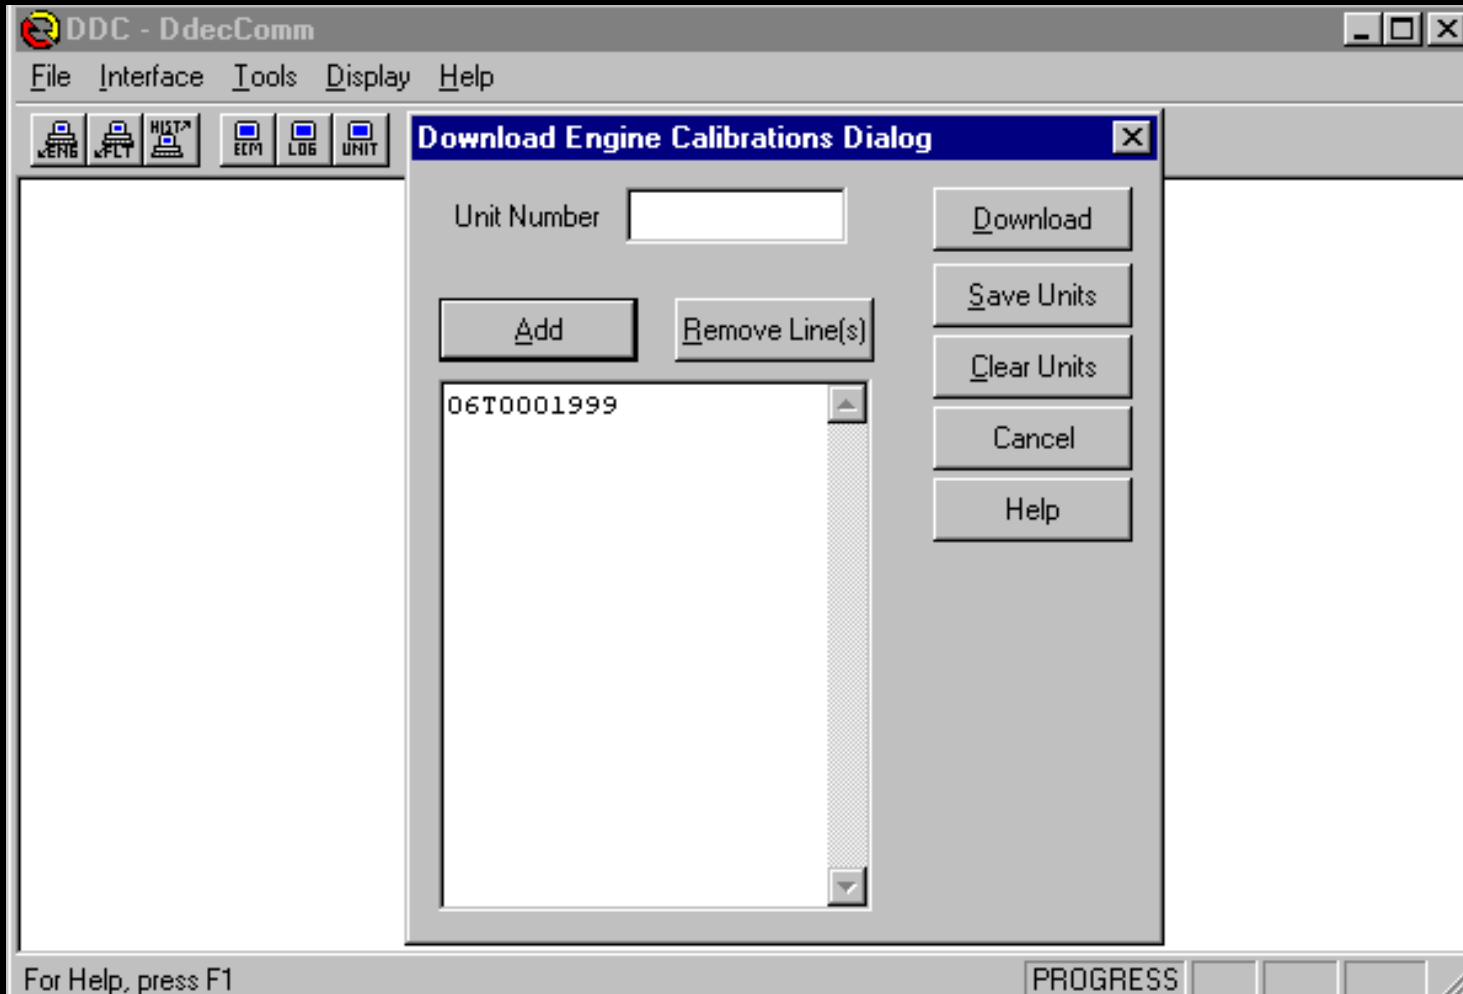 DDC - DdecComm
File Interface Tools Display Help
ENG FLT HIST ECM LOG UNIT
Download Engine Calibrations Dialog
Unit Number
Download
Save Units
Add Remove Line(s)
Clear Units
06T0001999
Cancel
Help
For Help, press F1
PROGRESS